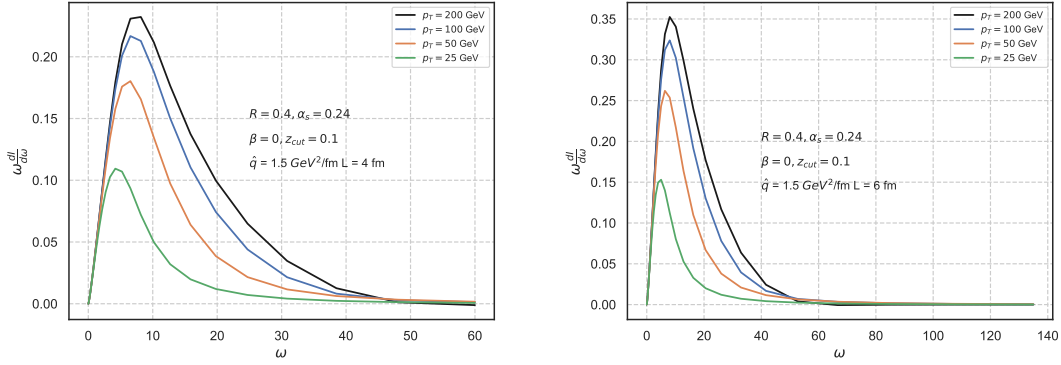 0.20
0.15
0.10
0.05
0.00
ω dI/dω
0 10 20 30 40 50 60
ω
p_T = 200 GeV
p_T = 100 GeV
p_T = 50 GeV
p_T = 25 GeV
R = 0.4, α_s = 0.24
β = 0, z_cut = 0.1
q̂ = 1.5 GeV²/fm L = 4 fm
0.35
0.30
0.25
0.20
0.15
0.10
0.05
0.00
ω dI/dω
0 20 40 60 80 100 120 140
ω
p_T = 200 GeV
p_T = 100 GeV
p_T = 50 GeV
p_T = 25 GeV
R = 0.4, α_s = 0.24
β = 0, z_cut = 0.1
q̂ = 1.5 GeV²/fm L = 6 fm